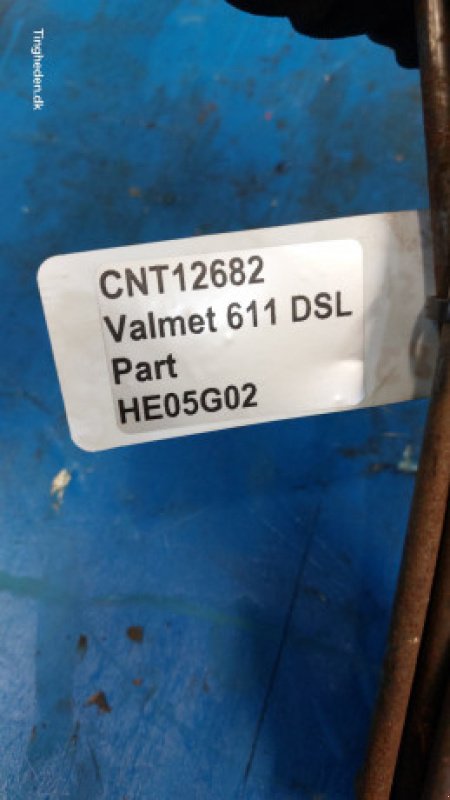 Tingheden.dk
CNT12682
Valmet 611 DSL
Part
HE05G02